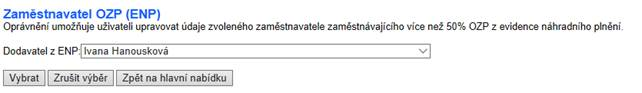 Zaměstnavatel OZP (ENP)
Oprávnění umožňuje uživateli upravovat údaje zvoleného zaměstnavatele zaměstnávajícího více než 50% OZP z evidence náhradního plnění.
Dodavatel z ENP: Ivana Hanousková
Vybrat Zrušit výběr Zpět na hlavní nabídku